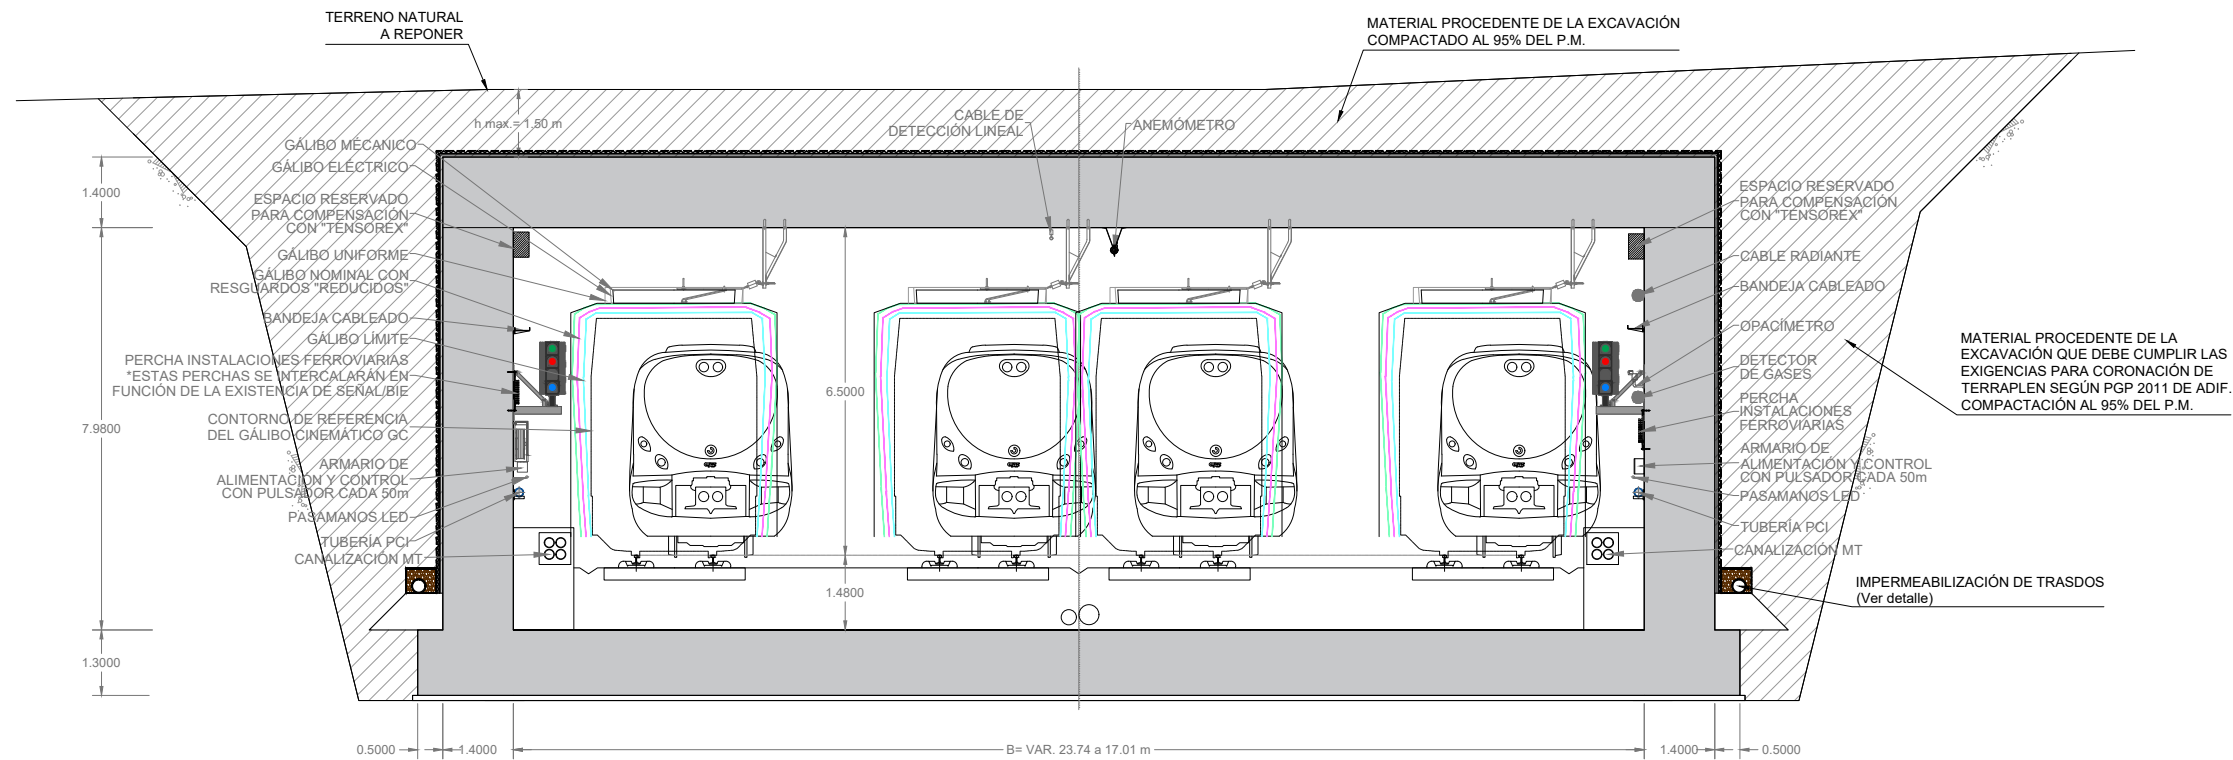 TERRENO NATURAL
A REPONER
MATERIAL PROCEDENTE DE LA EXCAVACIÓN
COMPACTADO AL 95% DEL P.M.
h max.= 1.50 m
CABLE DE
DETECCIÓN LINEAL
ANEMÓMETRO
GÁLIBO MÉCANICO
GÁLIBO ELÉCTRICO
ESPACIO RESERVADO
PARA COMPENSACIÓN
CON "TENSOREX"
GÁLIBO UNIFORME
GÁLIBO NOMINAL CON
RESGUARDOS "REDUCIDOS"
BANDEJA CABLEADO
GÁLIBO LÍMITE
PERCHA INSTALACIONES FERROVIARIAS
*ESTAS PERCHAS SE INTERCALARÁN EN
FUNCIÓN DE LA EXISTENCIA DE SEÑAL/BIE
CONTORNO DE REFERENCIA
DEL GÁLIBO CINEMÁTICO GC
ARMARIO DE
ALIMENTACIÓN Y CONTROL
CON PULSADOR CADA 50m
PASAMANOS LED
TUBERÍA PCI
CANALIZACIÓN MT
1.4000
7.9800
1.3000
6.5000
1.4800
ESPACIO RESERVADO
PARA COMPENSACIÓN
CON "TENSOREX"
CABLE RADIANTE
BANDEJA CABLEADO
OPACÍMETRO
DETECTOR
DE GASES
PERCHA
INSTALACIONES
FERROVIARIAS
ARMARIO DE
ALIMENTACIÓN Y CONTROL
CON PULSADOR CADA 50m
PASAMANOS LED
TUBERÍA PCI
CANALIZACIÓN MT
MATERIAL PROCEDENTE DE LA
EXCAVACIÓN QUE DEBE CUMPLIR LAS
EXIGENCIAS PARA CORONACIÓN DE
TERRAPLEN SEGÚN PGP 2011 DE ADIF.
COMPACTACIÓN AL 95% DEL P.M.
IMPERMEABILIZACIÓN DE TRASDOS
(Ver detalle)
0.5000
1.4000
B= VAR. 23.74 a 17.01 m
1.4000
0.5000